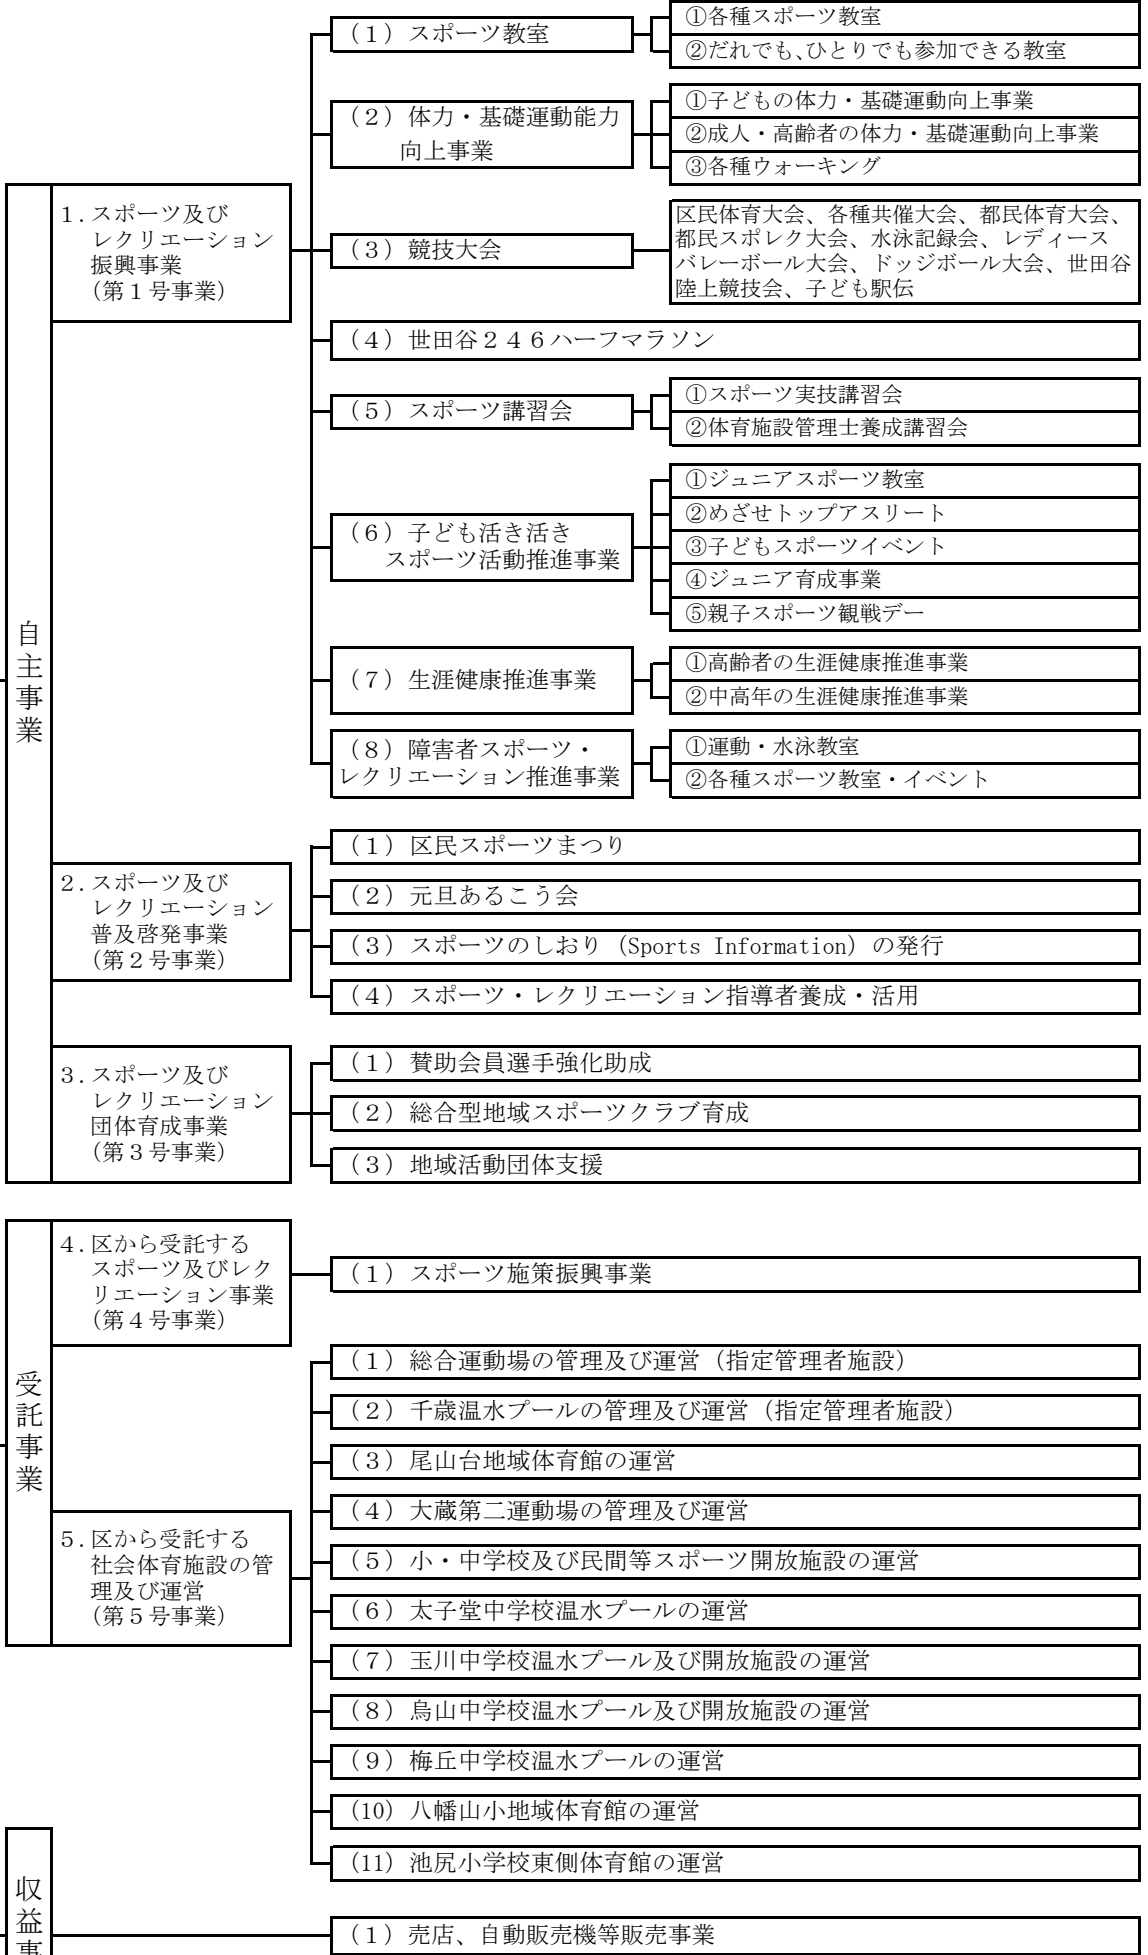 自主事業
1．スポーツ及び
レクリエーション
振興事業
（第１号事業）
（１）スポーツ教室
①各種スポーツ教室
②だれでも、ひとりでも参加できる教室
（２）体力・基礎運動能力
向上事業
①子どもの体力・基礎運動向上事業
②成人・高齢者の体力・基礎運動向上事業
③各種ウォーキング
（３）競技大会
区民体育大会、各種共催大会、都民体育大会、
都民スポレク大会、水泳記録会、レディース
バレーボール大会、ドッジボール大会、世田谷
陸上競技会、子ども駅伝
（４）世田谷２４６ハーフマラソン
（５）スポーツ講習会
①スポーツ実技講習会
②体育施設管理士養成講習会
（６）子ども活き活き
スポーツ活動推進事業
①ジュニアスポーツ教室
②めざせトップアスリート
③子どもスポーツイベント
④ジュニア育成事業
⑤親子スポーツ観戦デー
（７）生涯健康推進事業
①高齢者の生涯健康推進事業
②中高年の生涯健康推進事業
（８）障害者スポーツ・
レクリエーション推進事業
①運動・水泳教室
②各種スポーツ教室・イベント
2．スポーツ及び
レクリエーション
普及啓発事業
（第２号事業）
（１）区民スポーツまつり
（２）元旦あるこう会
（３）スポーツのしおり（Sports Information）の発行
（４）スポーツ・レクリエーション指導者養成・活用
3．スポーツ及び
レクリエーション
団体育成事業
（第３号事業）
（１）賛助会員選手強化助成
（２）総合型地域スポーツクラブ育成
（３）地域活動団体支援
受託事業
4．区から受託する
スポーツ及びレク
リエーション事業
（第４号事業）
（１）スポーツ施策振興事業
5．区から受託する
社会体育施設の管
理及び運営
（第５号事業）
（１）総合運動場の管理及び運営（指定管理者施設）
（２）千歳温水プールの管理及び運営（指定管理者施設）
（３）尾山台地域体育館の運営
（４）大蔵第二運動場の管理及び運営
（５）小・中学校及び民間等スポーツ開放施設の運営
（６）太子堂中学校温水プールの運営
（７）玉川中学校温水プール及び開放施設の運営
（８）烏山中学校温水プール及び開放施設の運営
（９）梅丘中学校温水プールの運営
（10）八幡山小地域体育館の運営
（11）池尻小学校東側体育館の運営
収益事
（１）売店、自動販売機等販売事業